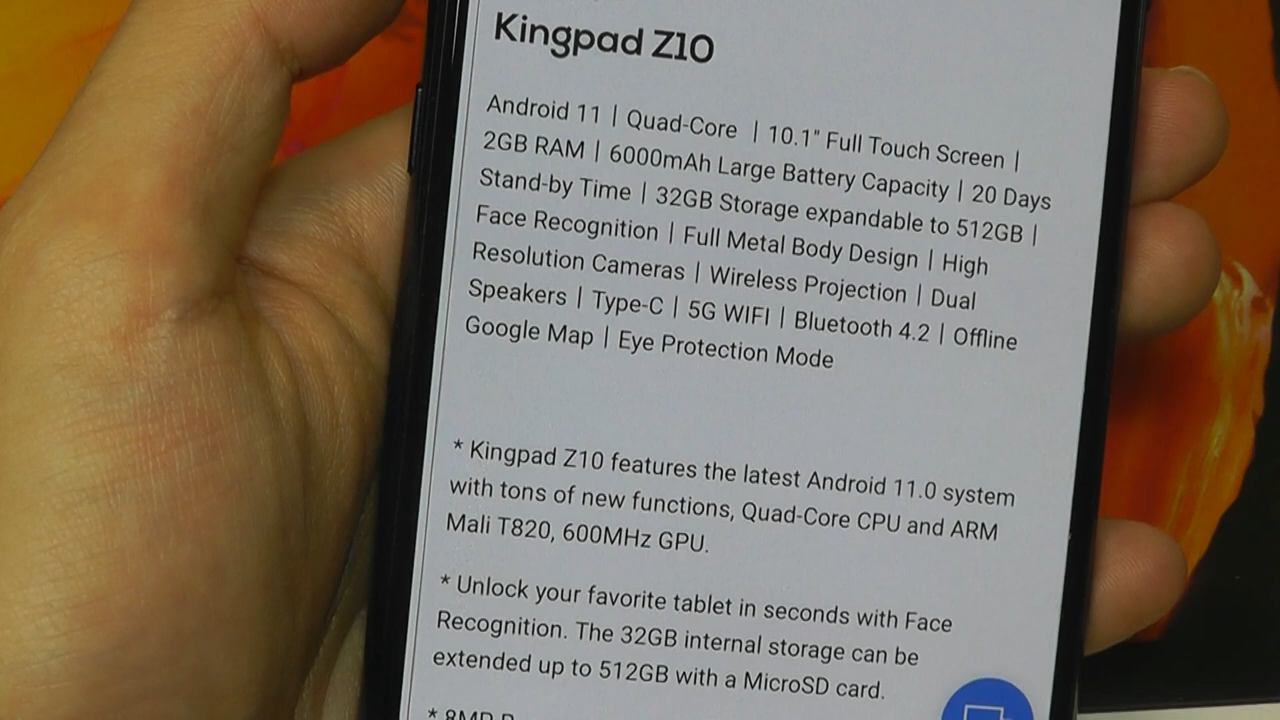 Kingpad Z10
Android 11 | Quad-Core | 10.1" Full Touch Screen |
2GB RAM | 6000mAh Large Battery Capacity | 20 Days
Stand-by Time | 32GB Storage expandable to 512GB |
Face Recognition | Full Metal Body Design | High
Resolution Cameras | Wireless Projection | Dual
Speakers | Type-C | 5G WIFI | Bluetooth 4.2 | Offline
Google Map | Eye Protection Mode
* Kingpad Z10 features the latest Android 11.0 system
with tons of new functions, Quad-Core CPU and ARM
Mali T820, 600MHz GPU.
* Unlock your favorite tablet in seconds with Face
Recognition. The 32GB internal storage can be
extended up to 512GB with a MicroSD card.
* 8MP